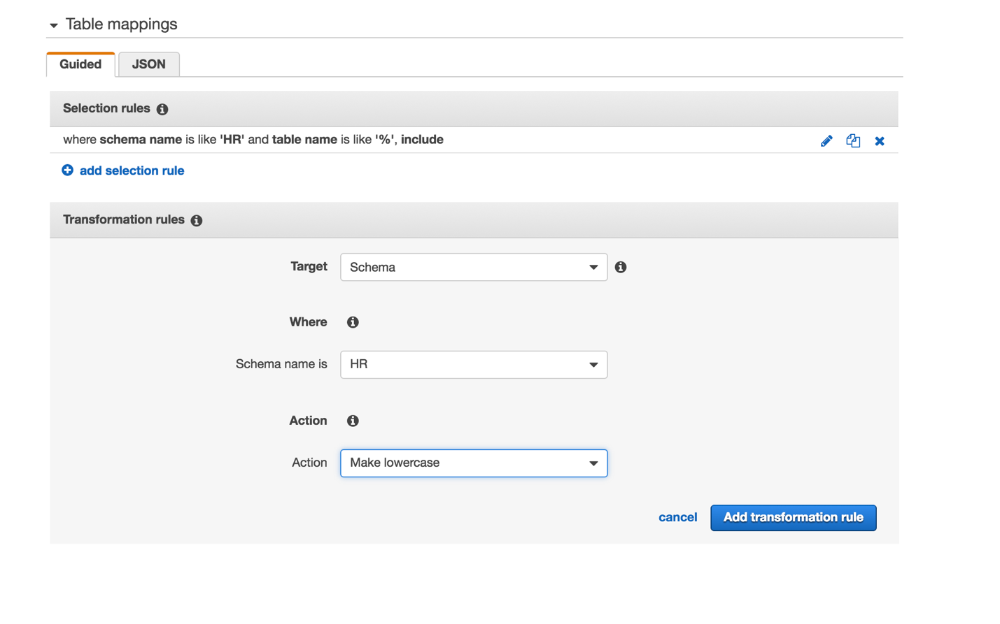 Table mappings
Guided JSON
Selection rules
where schema name is like 'HR' and table name is like '%', include
add selection rule
Transformation rules
Target Schema
Where
Schema name is HR
Action
Action Make lowercase
cancel Add transformation rule